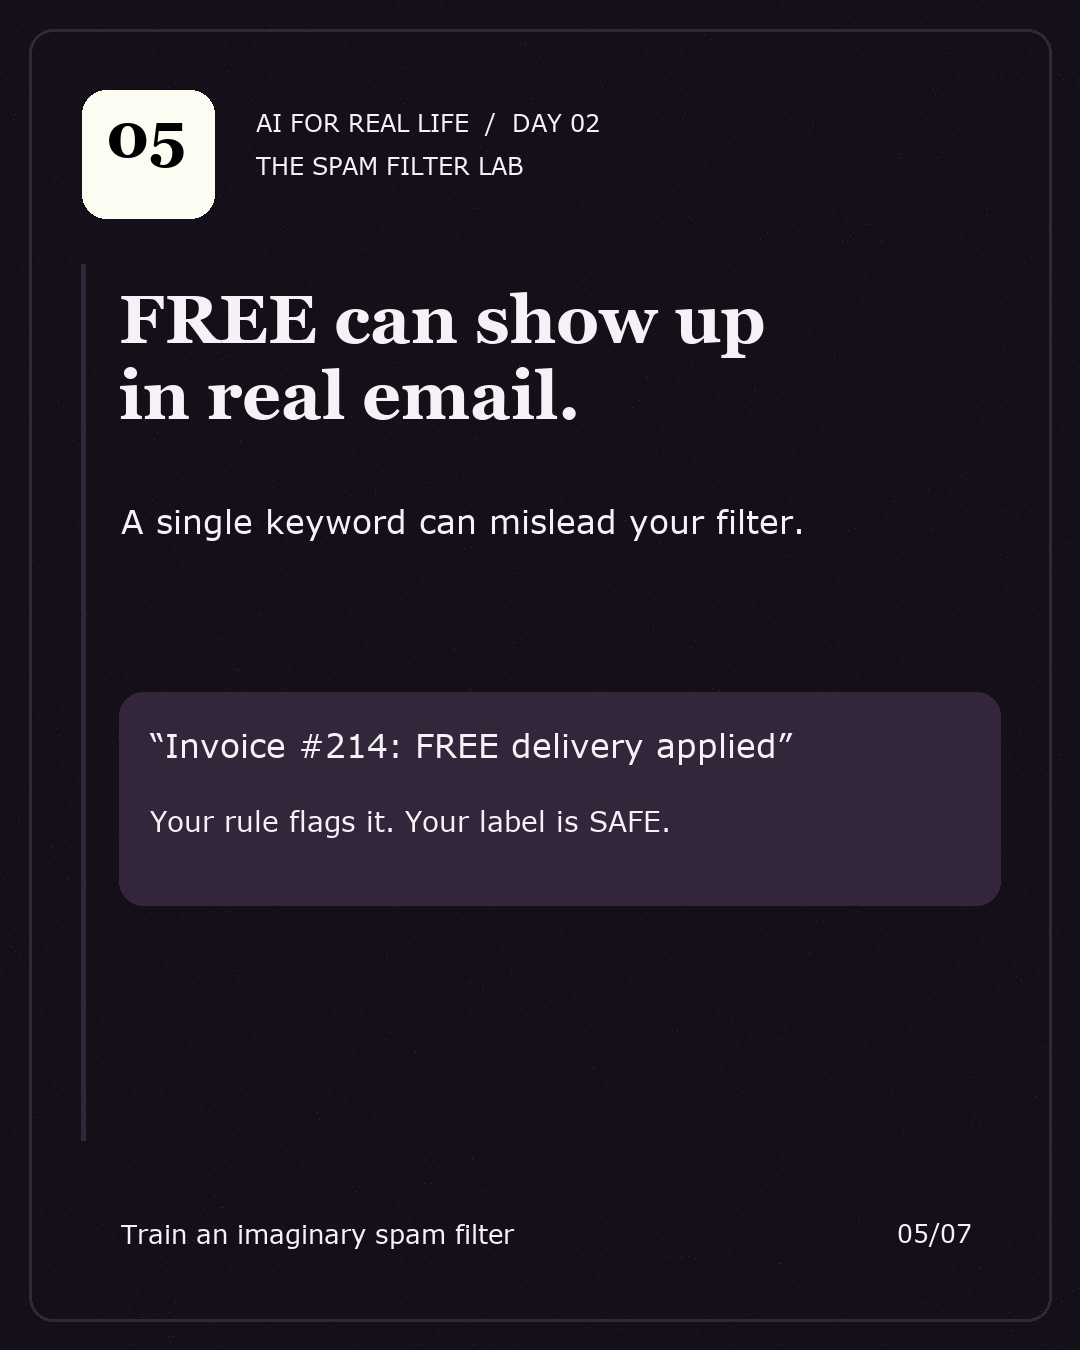 05
AI FOR REAL LIFE / DAY 02
THE SPAM FILTER LAB
FREE can show up
in real email.
A single keyword can mislead your filter.
“Invoice #214: FREE delivery applied”
Your rule flags it. Your label is SAFE.
Train an imaginary spam filter
05/07